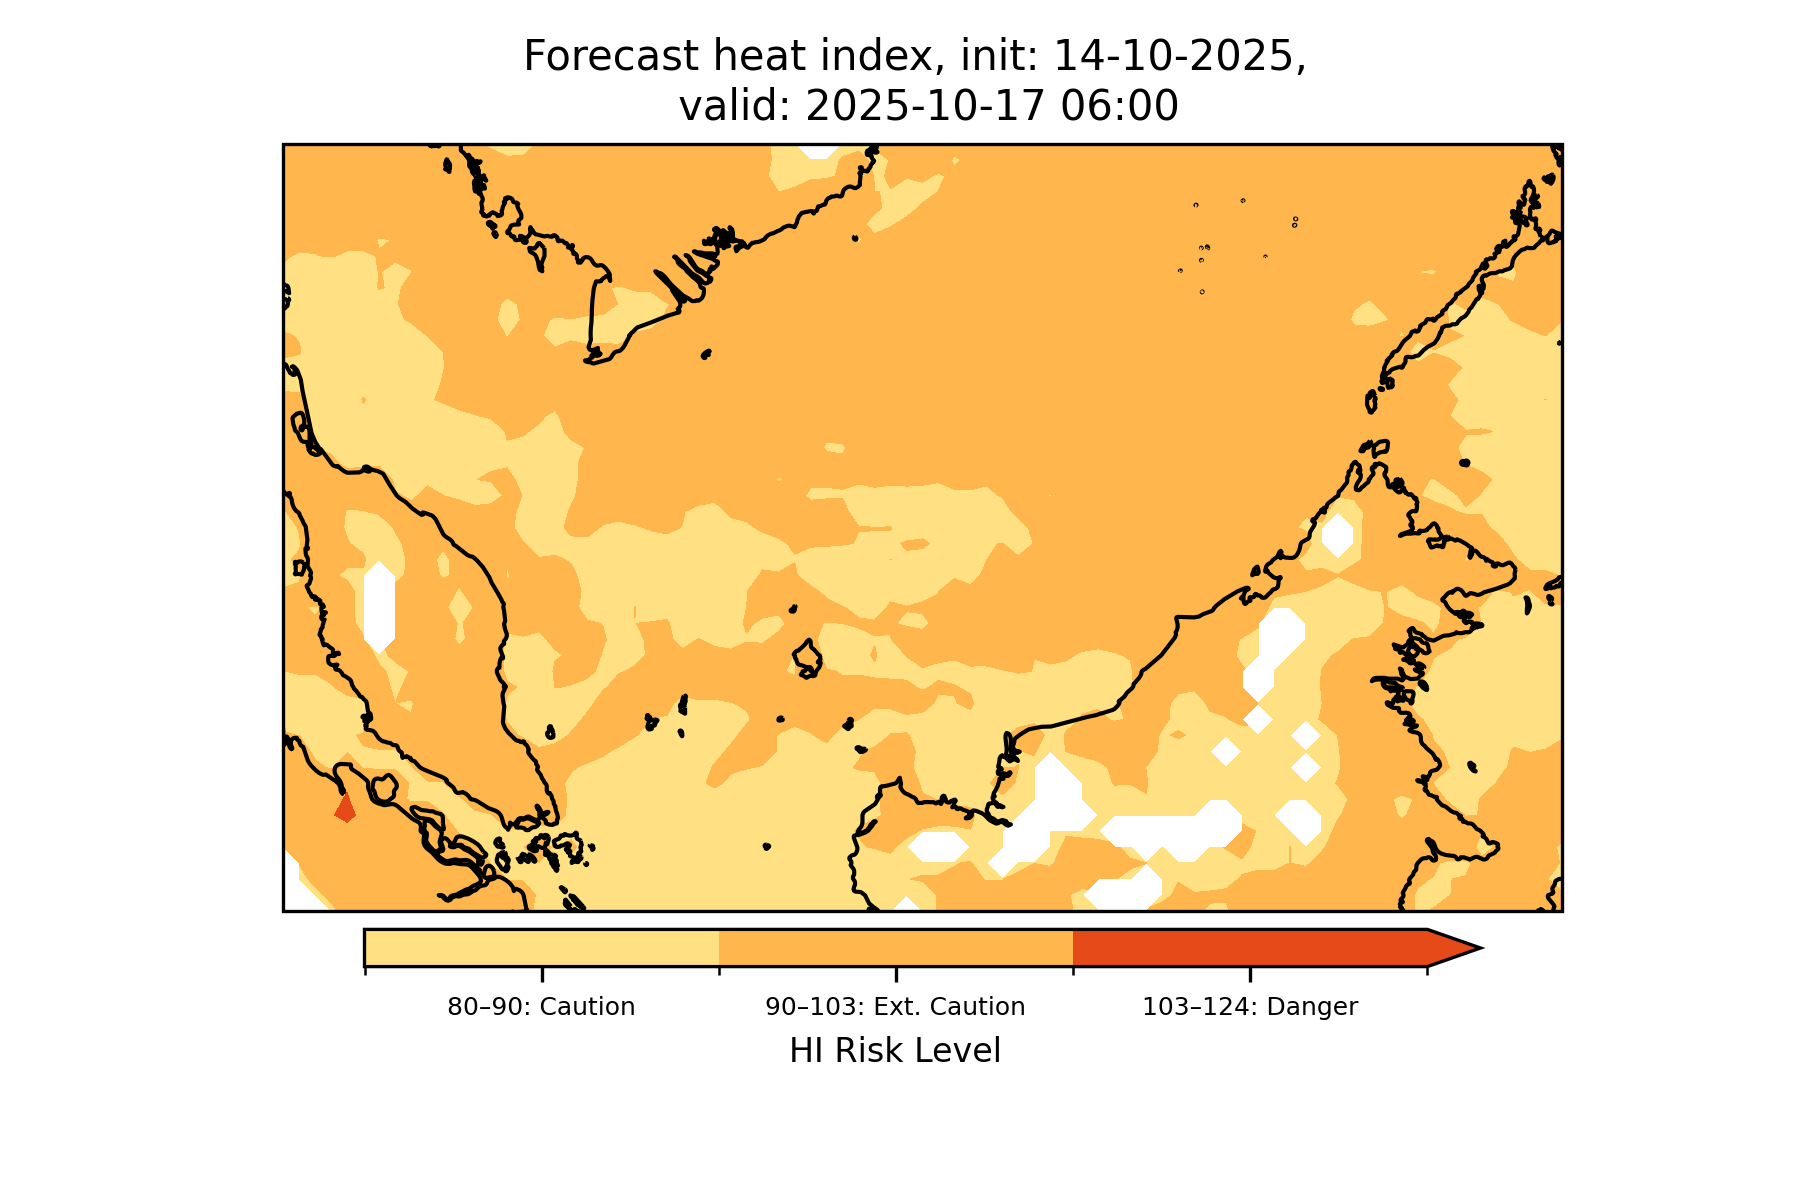 Forecast heat index, init: 14-10-2025,
valid: 2025-10-17 06:00
80–90: Caution
90–103: Ext. Caution
103–124: Danger
HI Risk Level